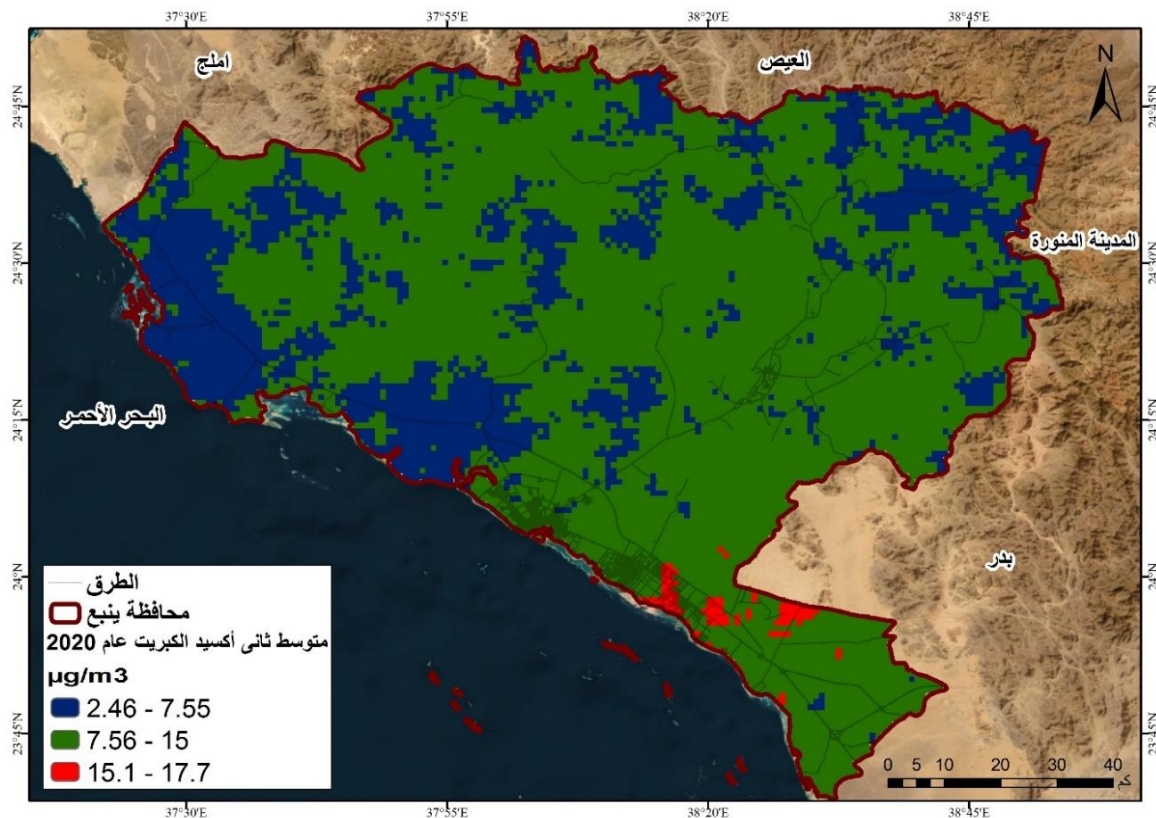 37°30'E 37°55'E 38°20'E 38°45'E
املج
العيص
N
24°45'N
24°45'N
المدينة المنورة
24°30'N
24°30'N
البحر الأحمر
24°15'N
24°15'N
بدر
24°N
24°N
23°45'N
23°45'N
الطرق
محافظة ينبع
متوسط ثانى أكسيد الكبريت عام 2020
µg/m3
2.46 - 7.55
7.56 - 15
15.1 - 17.7
0 5 10 20 30 40
كم
37°30'E 37°55'E 38°20'E 38°45'E